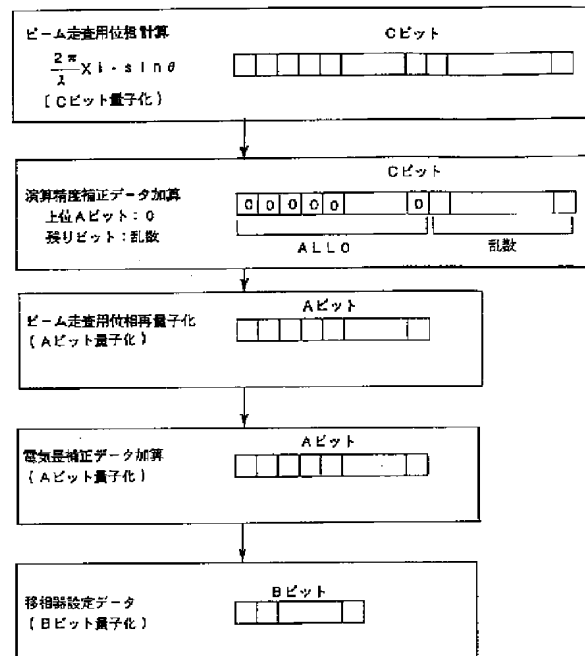 ビーム走査用位相計算
Cビット
2π/λ Xi・sinθ
(Cビット量子化)
Cビット
演算精度補正データ加算
上位Aビット:0
残りビット:乱数
0 0 0 0 0 0
ALL0
乱数
Aビット
ビーム走査用位相再量子化
(Aビット量子化)
Aビット
電気長補正データ加算
(Aビット量子化)
Bビット
移相器設定データ
(Bビット量子化)